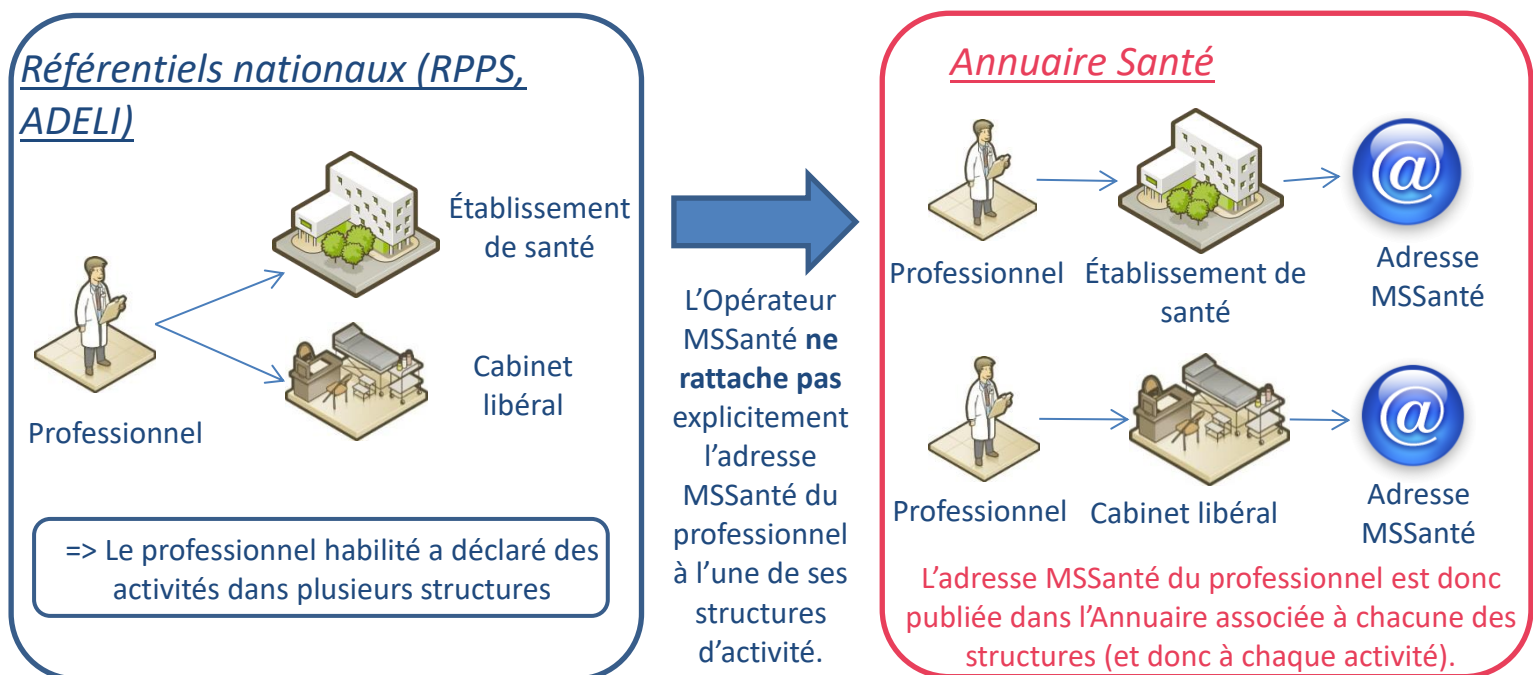 Référentiels nationaux (RPPS,
ADELI)
Établissement
de santé
Cabinet
libéral
Professionnel
=> Le professionnel habilité a déclaré des
activités dans plusieurs structures
L’Opérateur
MSSanté ne
rattache pas
explicitement
l’adresse
MSSanté du
professionnel
à l’une de ses
structures
d’activité.
Annuaire Santé
@
Professionnel
Établissement de
santé
Adresse
MSSanté
@
Professionnel
Cabinet libéral
Adresse
MSSanté
L’adresse MSSanté du professionnel est donc
publiée dans l’Annuaire associée à chacune des
structures (et donc à chaque activité).